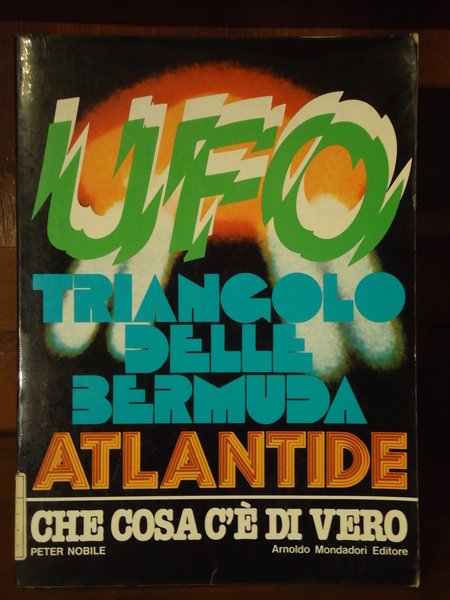 UFO
TRIANGOLO
DELLE
BERMUDA
ATLANTIDE
CHE COSA C'È DI VERO
PETER NOBILE Arnoldo Mondadori Editore